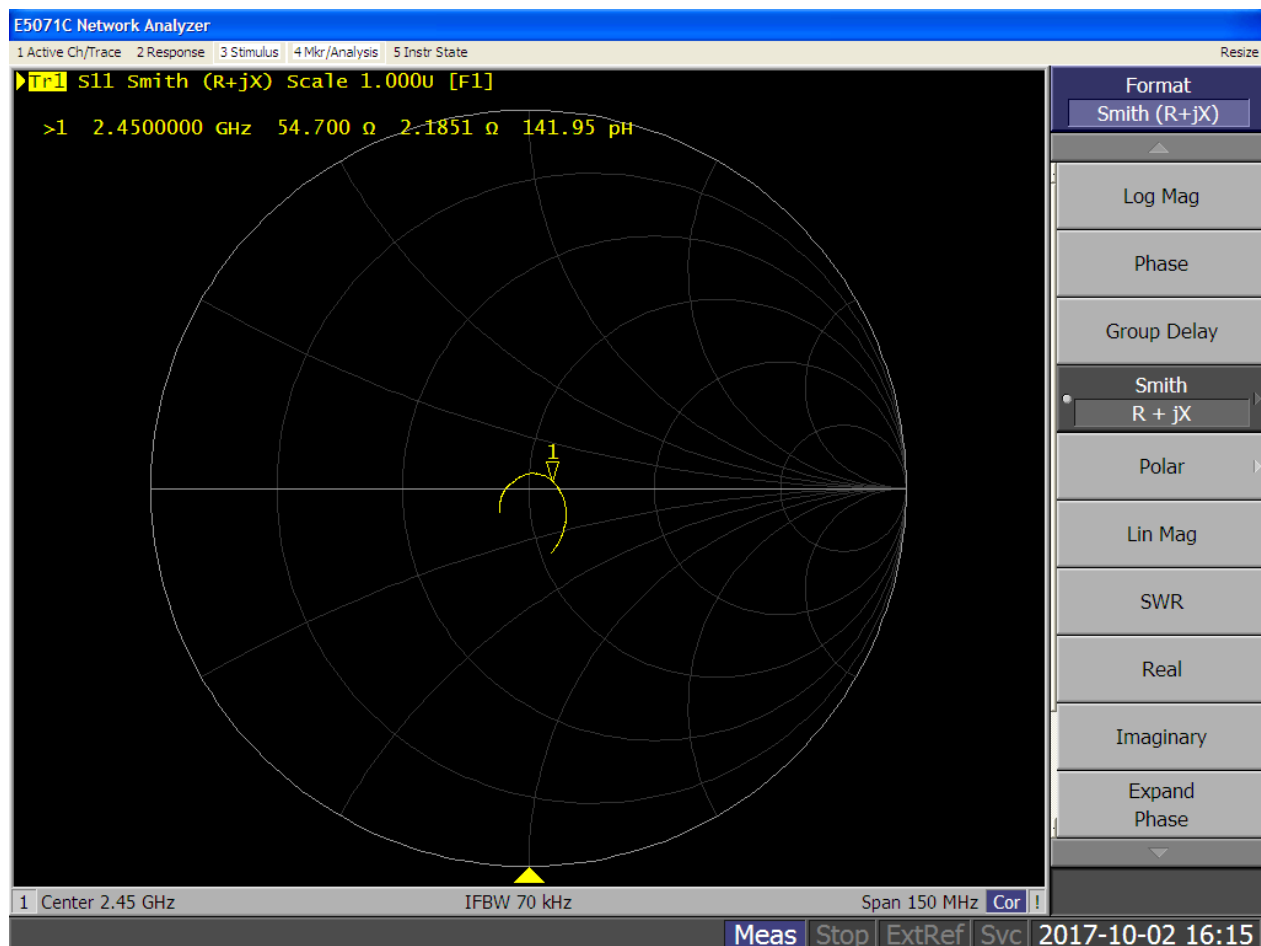 E5071C Network Analyzer
1 Active Ch/Trace 2 Response 3 Stimulus 4 Mkr/Analysis 5 Instr State Resize
Tr1 S11 Smith (R+jX) Scale 1.000U [F1]
>1 2.4500000 GHz 54.700 Ω 2.1851 Ω 141.95 pH
1
Format
Smith (R+jX)
Log Mag
Phase
Group Delay
Smith
R + jX
Polar
Lin Mag
SWR
Real
Imaginary
Expand
Phase
1 Center 2.45 GHz IFBW 70 kHz Span 150 MHz Cor !
Meas Stop ExtRef Svc 2017-10-02 16:15